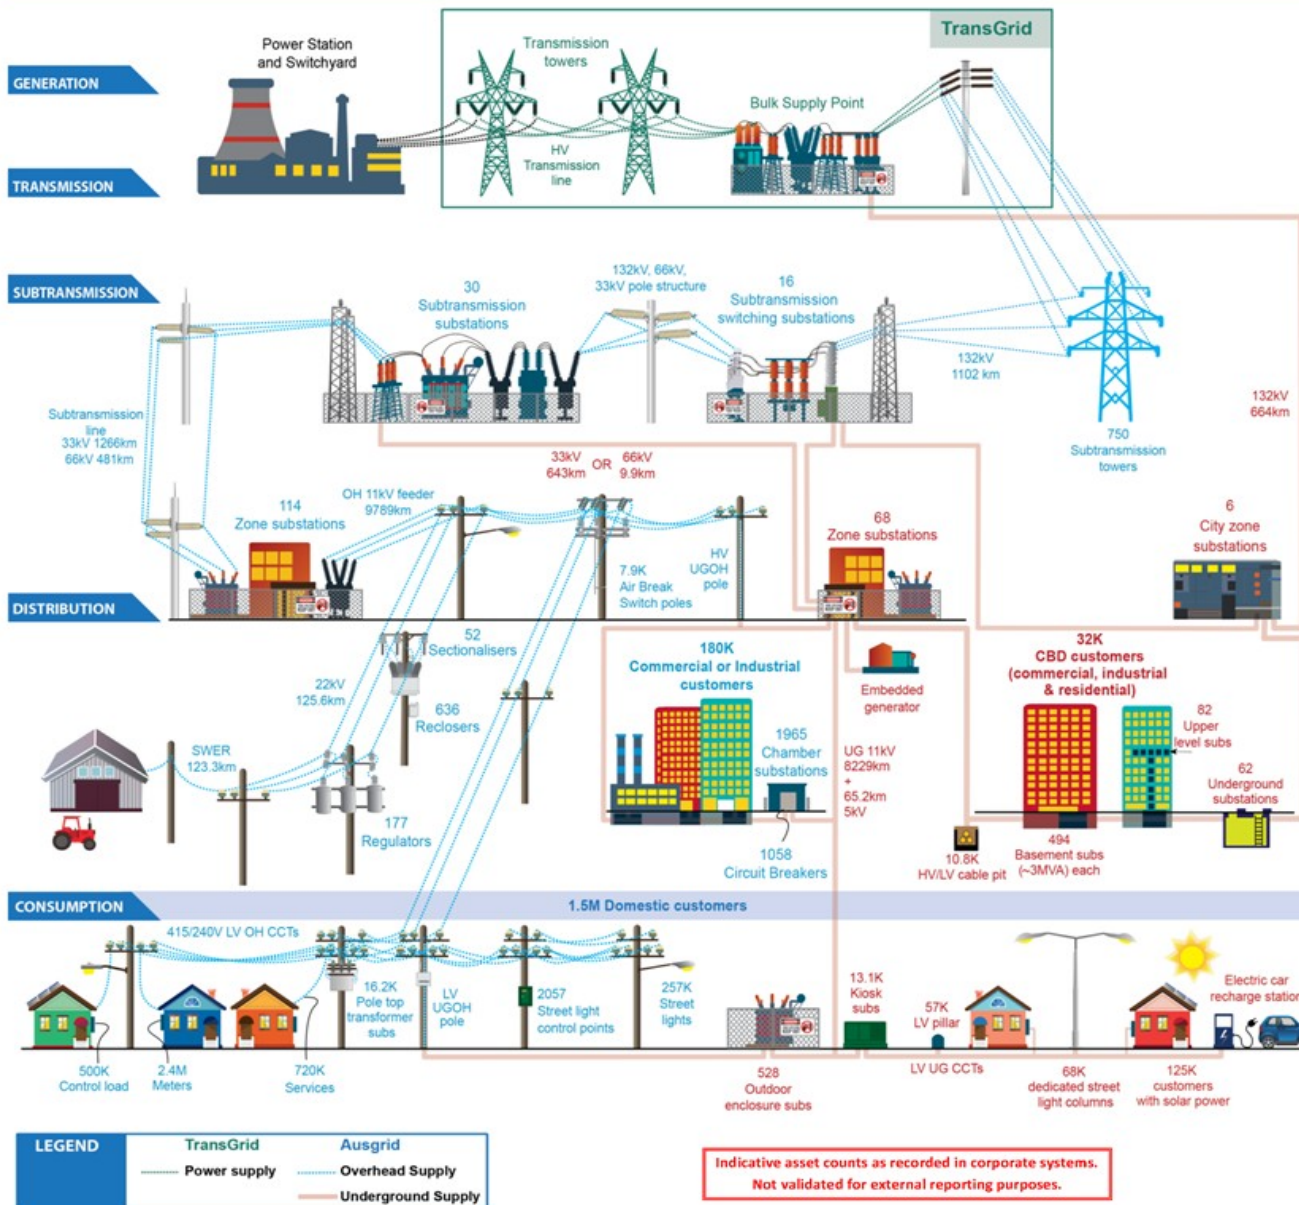 TransGrid
Power Station
and Switchyard
Transmission
towers
GENERATION
Bulk Supply Point
HV
Transmission
line
TRANSMISSION
SUBTRANSMISSION
30
Subtransmission
substations
132kV, 66kV,
33kV pole structure
16
Subtransmission
switching substations
132kV
1102 km
132kV
664km
Subtransmission
line
33kV 1266km
66kV 481km
750
Subtransmission
towers
33kV
643km
OR
66kV
9.9km
114
Zone substations
OH 11kV feeder
9789km
7.9K
Air Break
Switch poles
HV
UGOH
pole
68
Zone substations
6
City zone
substations
DISTRIBUTION
52
Sectionalisers
22kV
125.6km
636
Reclosers
180K
Commercial or Industrial
customers
Embedded
generator
32K
CBD customers
(commercial, industrial
& residential)
82
Upper
level subs
SWER
123.3km
1965
Chamber
substations
UG 11kV
8229km
+
65.2km
5kV
62
Underground
substations
177
Regulators
1058
Circuit Breakers
10.8K
HV/LV cable pit
494
Basement subs
(~3MVA) each
CONSUMPTION
1.5M Domestic customers
415/240V LV OH CCTs
16.2K
Pole top
transformer
subs
LV
UGOH
pole
2057
Street light
control points
257K
Street
lights
13.1K
Kiosk
subs
57K
LV pillar
Electric car
recharge station
500K
Control load
2.4M
Meters
720K
Services
528
Outdoor
enclosure subs
LV UG CCTs
68K
dedicated street
light columns
125K
customers
with solar power
LEGEND
TransGrid
Power supply
Ausgrid
Overhead Supply
Underground Supply
Indicative asset counts as recorded in corporate systems.
Not validated for external reporting purposes.